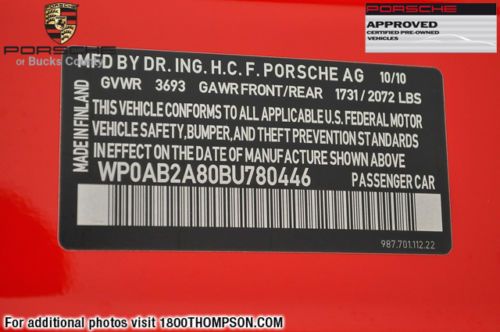 PORSCHE
of Bucks County
PORSCHE
APPROVED
CERTIFIED PRE-OWNED
VEHICLES
MFD BY DR. ING. H.C. F. PORSCHE AG 10/10
GVWR 3693 GAWR FRONT/REAR 1731/2072 LBS
MADE IN FINLAND
THIS VEHICLE CONFORMS TO ALL APPLICABLE U.S. FEDERAL MOTOR
VEHICLE SAFETY, BUMPER, AND THEFT PREVENTION STANDARDS
IN EFFECT ON THE DATE OF MANUFACTURE SHOWN ABOVE.
WP0AB2A80BU780446 PASSENGER CAR
987.701.112.22
For additional photos visit 1800THOMPSON.COM/